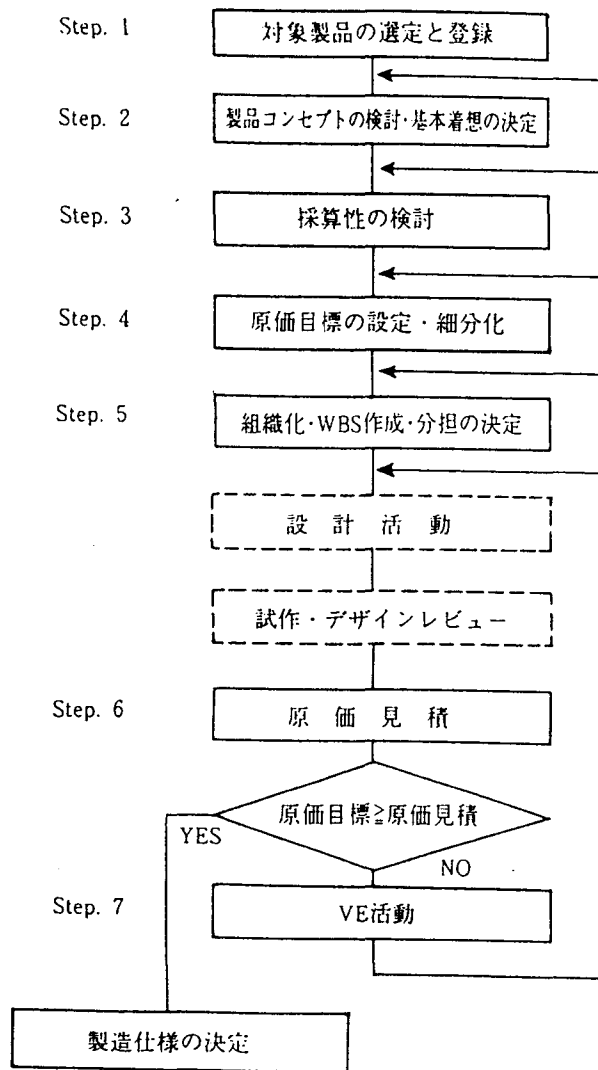 Step. 1
対象製品の選定と登録
Step. 2
製品コンセプトの検討・基本着想の決定
Step. 3
採算性の検討
Step. 4
原価目標の設定・細分化
Step. 5
組織化・WBS作成・分担の決定
設計活動
試作・デザインレビュー
Step. 6
原価見積
原価目標≧原価見積
YES
NO
Step. 7
VE活動
製造仕様の決定